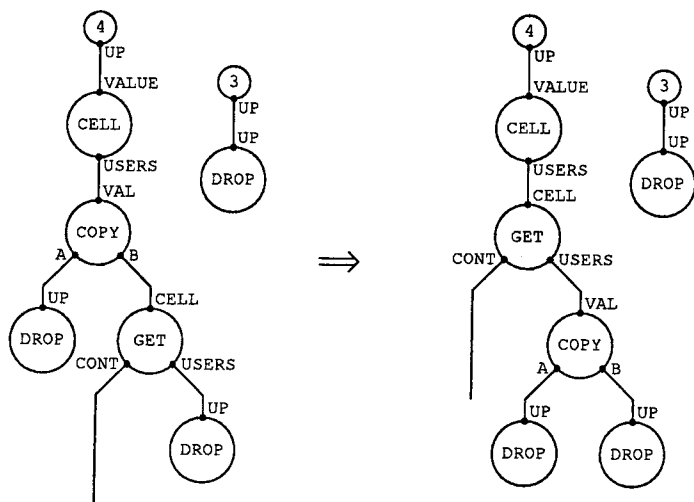 4
UP
VALUE
CELL
USERS
VAL
COPY
A
B
UP
DROP
CELL
GET
CONT
USERS
UP
DROP
3
UP
UP
DROP
⇒
4
UP
VALUE
CELL
USERS
CELL
GET
CONT
USERS
VAL
COPY
A
B
UP
DROP
UP
DROP
3
UP
UP
DROP